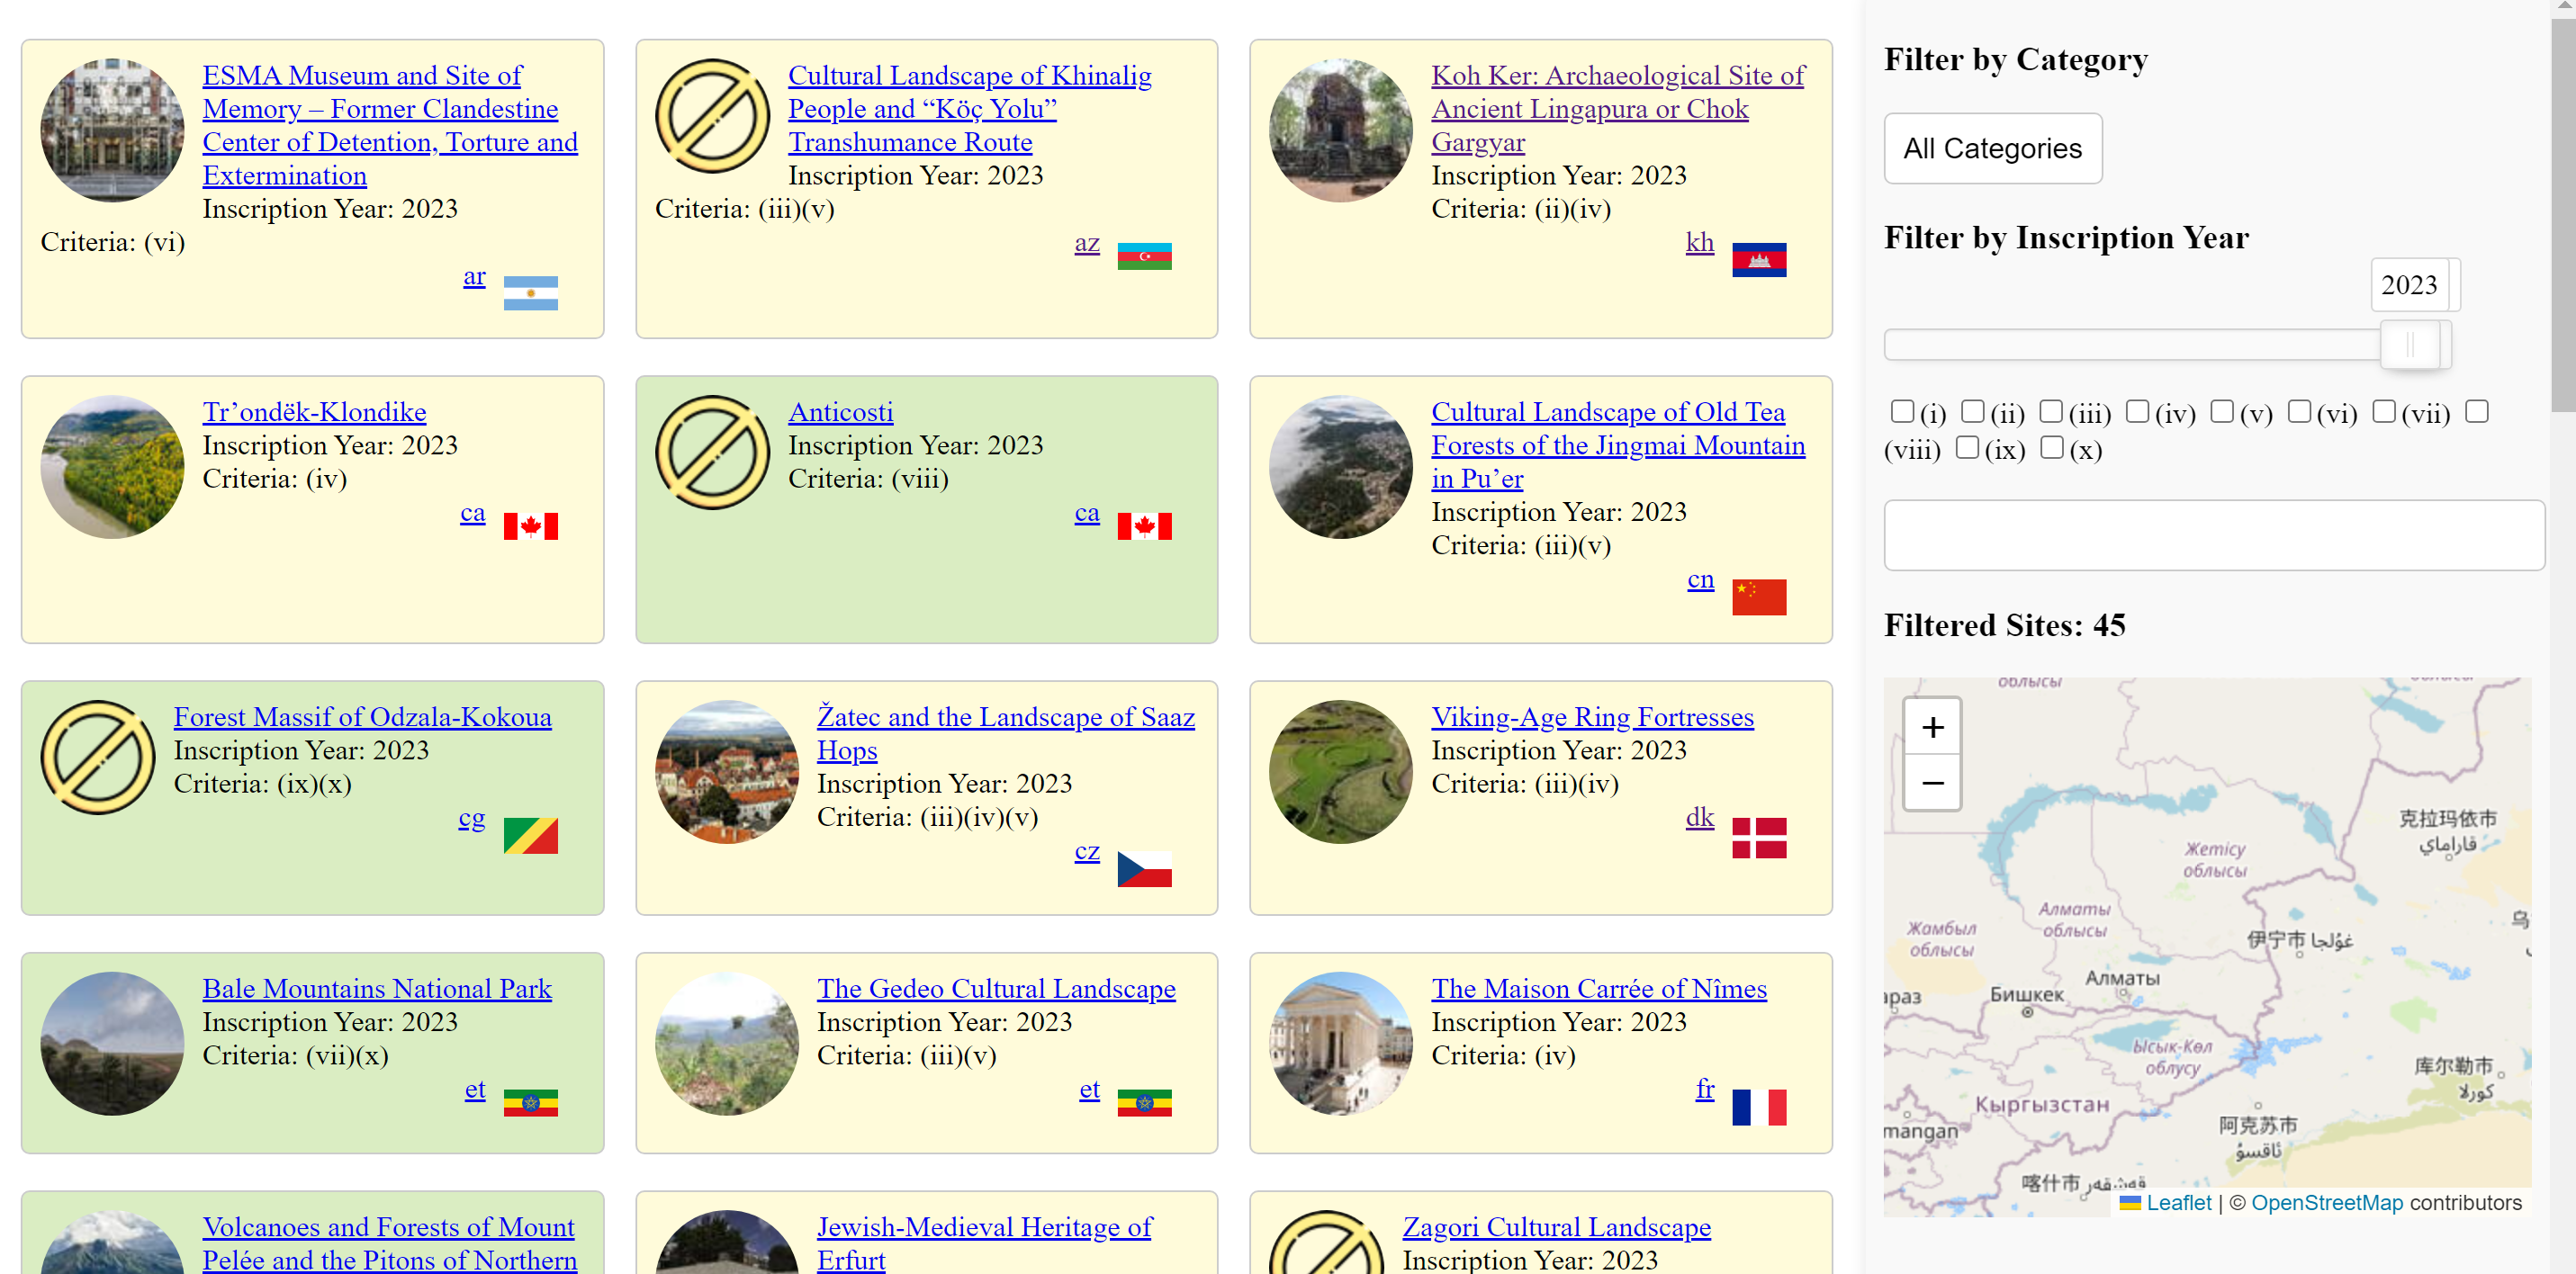 ESMA Museum and Site of
Memory – Former Clandestine
Center of Detention, Torture and
Extermination
Inscription Year: 2023
Criteria: (vi)
ar
Cultural Landscape of Khinalig
People and “Köç Yolu”
Transhumance Route
Inscription Year: 2023
Criteria: (iii)(v)
az
Koh Ker: Archaeological Site of
Ancient Lingapura or Chok
Gargyar
Inscription Year: 2023
Criteria: (ii)(iv)
kh
Tr’ondëk-Klondike
Inscription Year: 2023
Criteria: (iv)
ca
Anticosti
Inscription Year: 2023
Criteria: (viii)
ca
Cultural Landscape of Old Tea
Forests of the Jingmai Mountain
in Pu’er
Inscription Year: 2023
Criteria: (iii)(v)
cn
Forest Massif of Odzala-Kokoua
Inscription Year: 2023
Criteria: (ix)(x)
cg
Žatec and the Landscape of Saaz
Hops
Inscription Year: 2023
Criteria: (iii)(iv)(v)
cz
Viking-Age Ring Fortresses
Inscription Year: 2023
Criteria: (iii)(iv)
dk
Bale Mountains National Park
Inscription Year: 2023
Criteria: (vii)(x)
et
The Gedeo Cultural Landscape
Inscription Year: 2023
Criteria: (iii)(v)
et
The Maison Carrée of Nîmes
Inscription Year: 2023
Criteria: (iv)
fr
Volcanoes and Forests of Mount
Pelée and the Pitons of Northern
Jewish-Medieval Heritage of
Erfurt
Zagori Cultural Landscape
Inscription Year: 2023
Filter by Category
All Categories
Filter by Inscription Year
2023
(i) (ii) (iii) (iv) (v) (vi) (vii)
(viii) (ix) (x)
Filtered Sites: 45
облысы
+
−
克拉玛依市
قاراماي
Жетісу
облысы
Алматы
облысы
Жамбыл
облысы
伊宁市 غۇلجا
乌
Алматы
Бишкек
араз
Ысык-Көл
облусу
库尔勒市
كورلا
Кыргызстан
mangan
阿克苏市
ئاقسۇ
喀什市 قەشقەر
Leaflet | © OpenStreetMap contributors